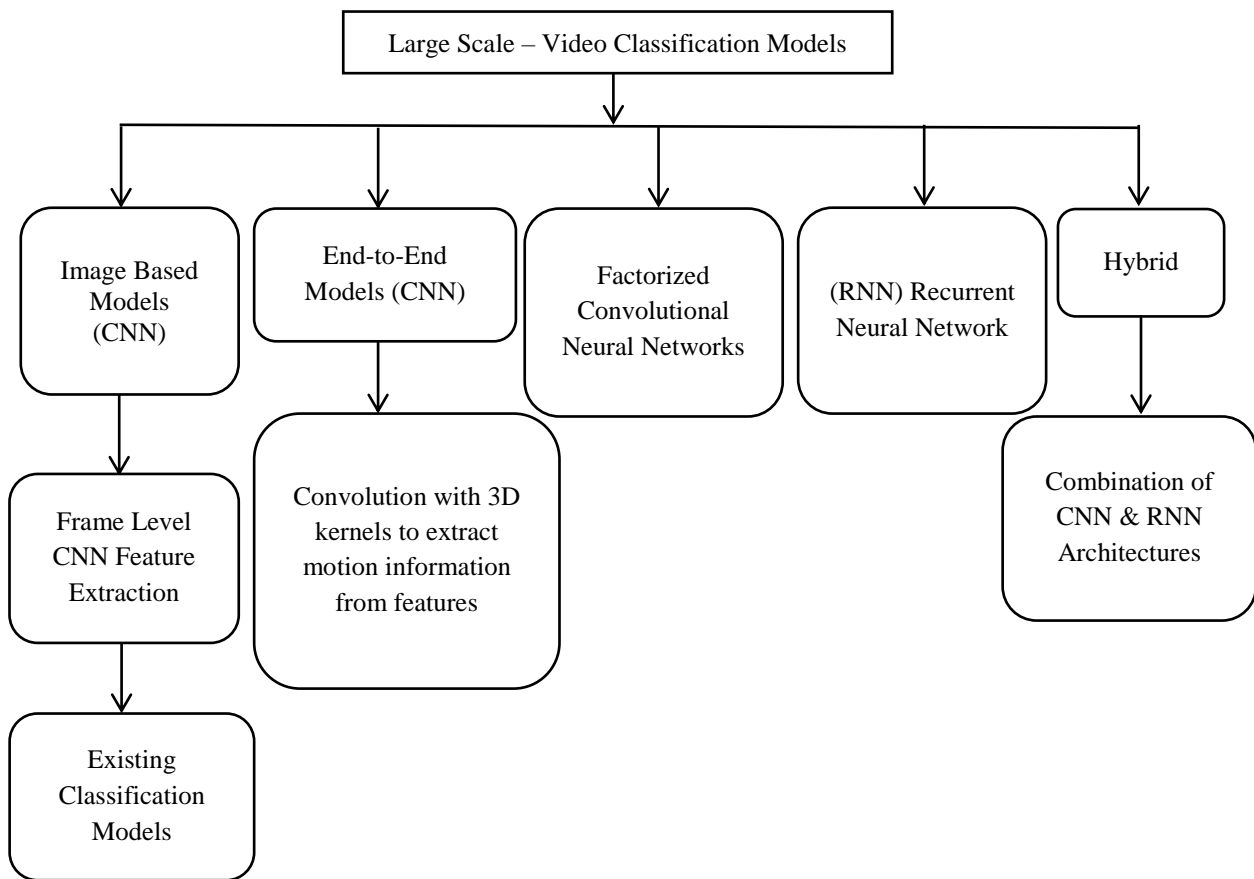 Large Scale – Video Classification Models
Image Based
Models
(CNN)
End-to-End
Models (CNN)
Factorized
Convolutional
Neural Networks
(RNN) Recurrent
Neural Network
Hybrid
Frame Level
CNN Feature
Extraction
Convolution with 3D
kernels to extract
motion information
from features
Combination of
CNN & RNN
Architectures
Existing
Classification
Models